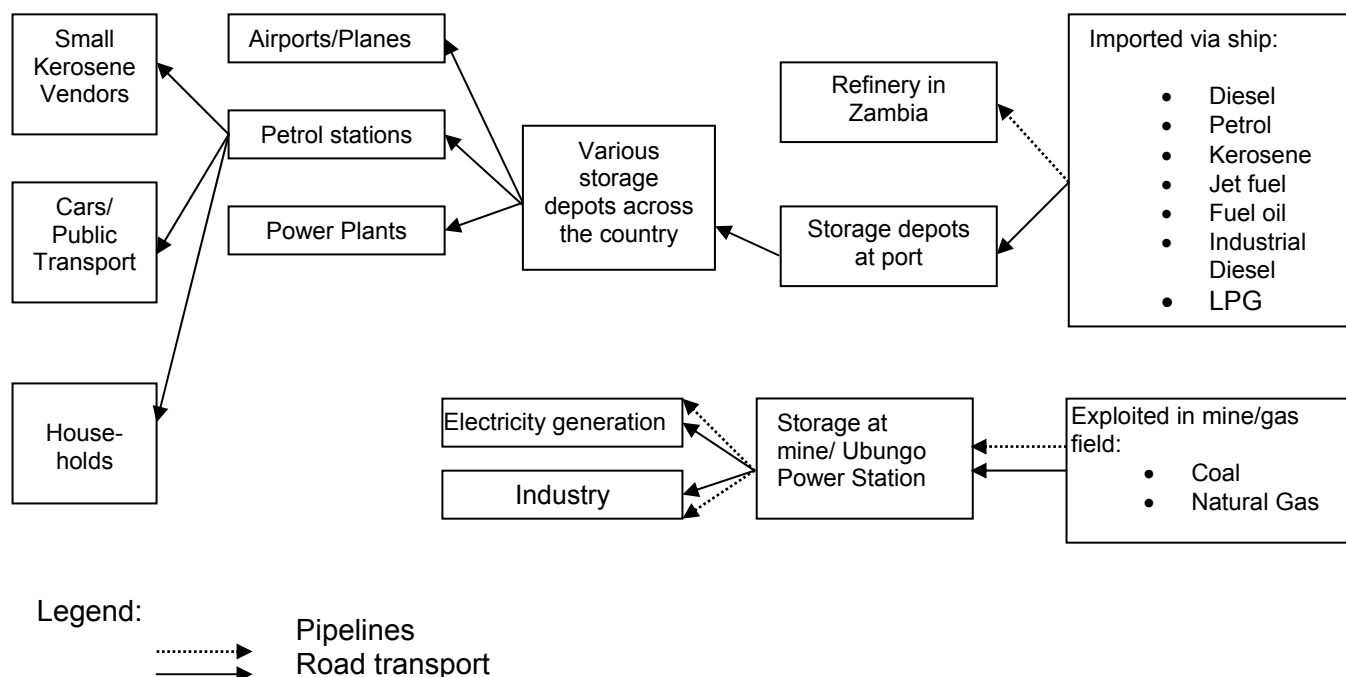 Small
Kerosene
Vendors
Airports/Planes
Petrol stations
Power Plants
Cars/
Public
Transport
House-
holds
Various
storage
depots across
the country
Refinery in
Zambia
Storage depots
at port
Imported via ship:
• Diesel
• Petrol
• Kerosene
• Jet fuel
• Fuel oil
• Industrial
Diesel
• LPG
Electricity generation
Industry
Storage at
mine/ Ubungo
Power Station
Exploited in mine/gas
field:
• Coal
• Natural Gas
Legend:
Pipelines
Road transport